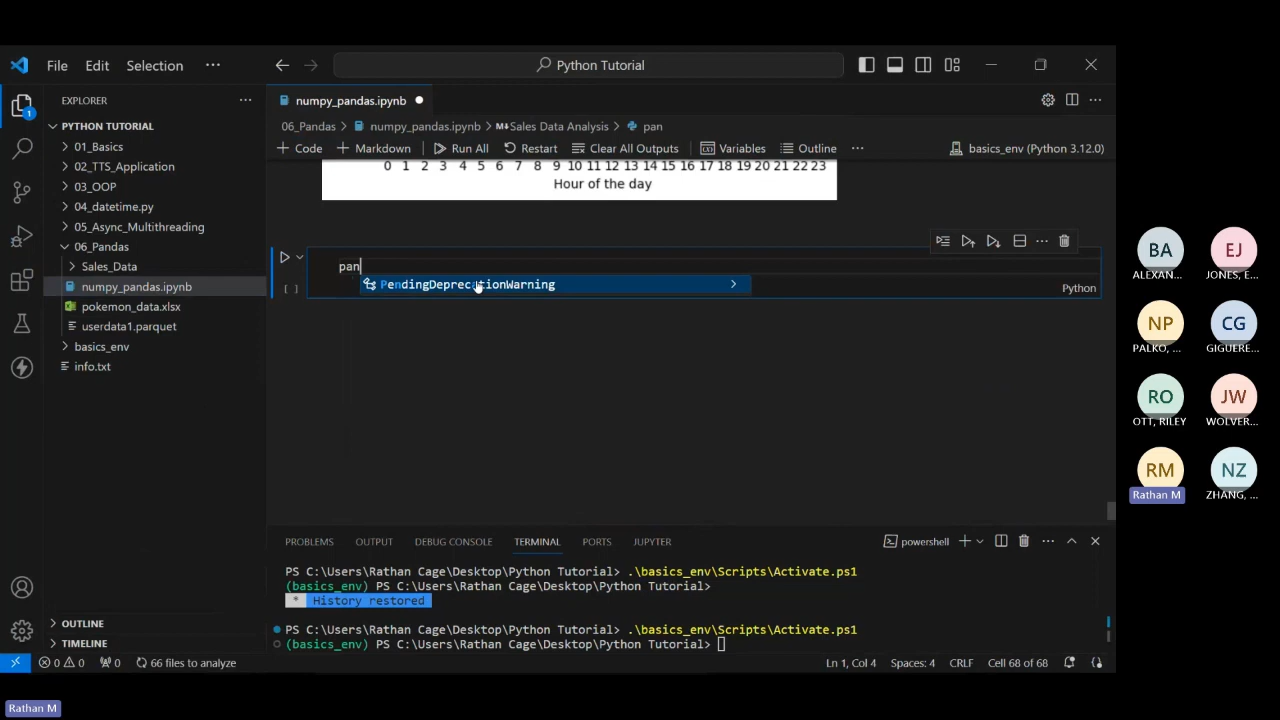 File Edit Selection ··· Python Tutorial
EXPLORER
PYTHON TUTORIAL
01_Basics
02_TTS_Application
03_OOP
04_datetime.py
05_Async_Multithreading
06_Pandas
Sales_Data
numpy_pandas.ipynb
pokemon_data.xlsx
userdata1.parquet
basics_env
info.txt
OUTLINE
TIMELINE
numpy_pandas.ipynb
06_Pandas > numpy_pandas.ipynb > M↓Sales Data Analysis > pan
+ Code + Markdown Run All Restart Clear All Outputs Variables Outline ··· basics_env (Python 3.12.0)
0 1 2 3 4 5 6 7 8 9 10 11 12 13 14 15 16 17 18 19 20 21 22 23
Hour of the day
pan
PendingDeprecationWarning
[ ]
Python
PROBLEMS OUTPUT DEBUG CONSOLE TERMINAL PORTS JUPYTER powershell
PS C:\Users\Rathan Cage\Desktop\Python Tutorial> .\basics_env\Scripts\Activate.ps1
(basics_env) PS C:\Users\Rathan Cage\Desktop\Python Tutorial>
* History restored
PS C:\Users\Rathan Cage\Desktop\Python Tutorial> .\basics_env\Scripts\Activate.ps1
(basics_env) PS C:\Users\Rathan Cage\Desktop\Python Tutorial>
0 0 0 66 files to analyze Ln 1, Col 4 Spaces: 4 CRLF Cell 68 of 68
1
BA
ALEXAN...
EJ
JONES, E...
NP
PALKO, ...
CG
GIGUERE...
RO
OTT, RILEY
JW
WOLVER...
RM
Rathan M
NZ
ZHANG, ...
Rathan M